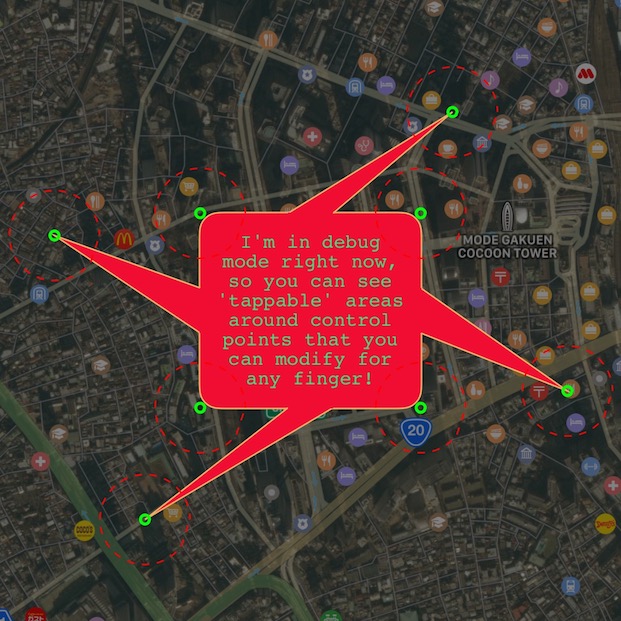 I'm in debug
mode right now,
so you can see
'tappable' areas
around control
points that you
can modify for
any finger!
MODE GAKUEN
COCOON TOWER
20